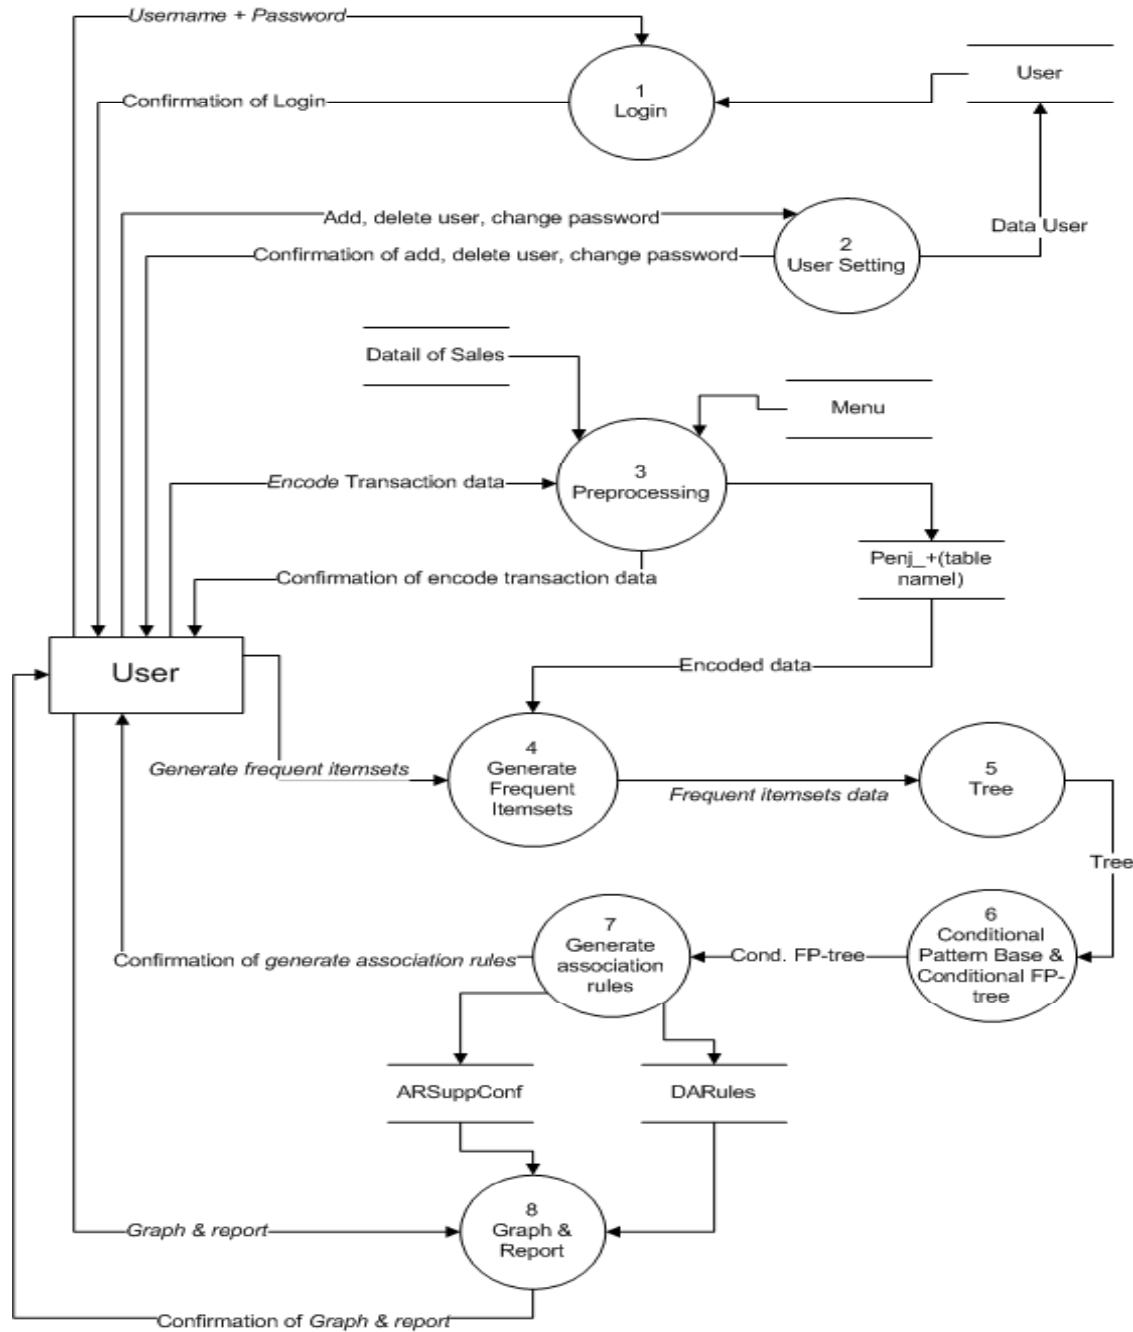 Username + Password
1
Login
User
Confirmation of Login
Add, delete user, change password
Confirmation of add, delete user, change password
2
User Setting
Data User
Datail of Sales
Menu
3
Preprocessing
Encode Transaction data
Confirmation of encode transaction data
Penj_+(table
namel)
Encoded data
User
Generate frequent itemsets
4
Generate
Frequent
Itemsets
Frequent itemsets data
5
Tree
Tree
6
Conditional
Pattern Base &
Conditional FP-
tree
Cond. FP-tree
7
Generate
association
rules
Confirmation of generate association rules
ARSuppConf
DARules
8
Graph &
Report
Graph & report
Confirmation of Graph & report